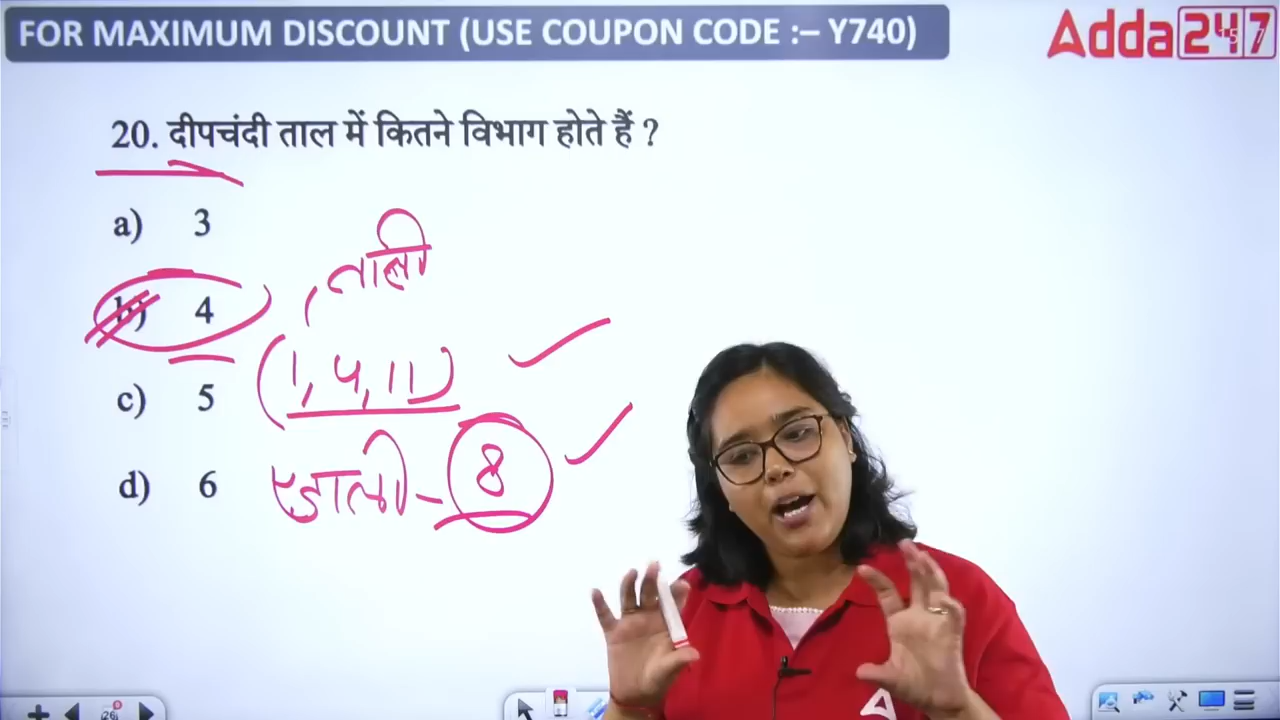 FOR MAXIMUM DISCOUNT (USE COUPON CODE :– Y740)
Adda247
20. दीपचंदी ताल में कितने विभाग होते हैं ?
a) 3
ताली
b) 4
(1, 4, 11)
c) 5
खाली - 8
d) 6